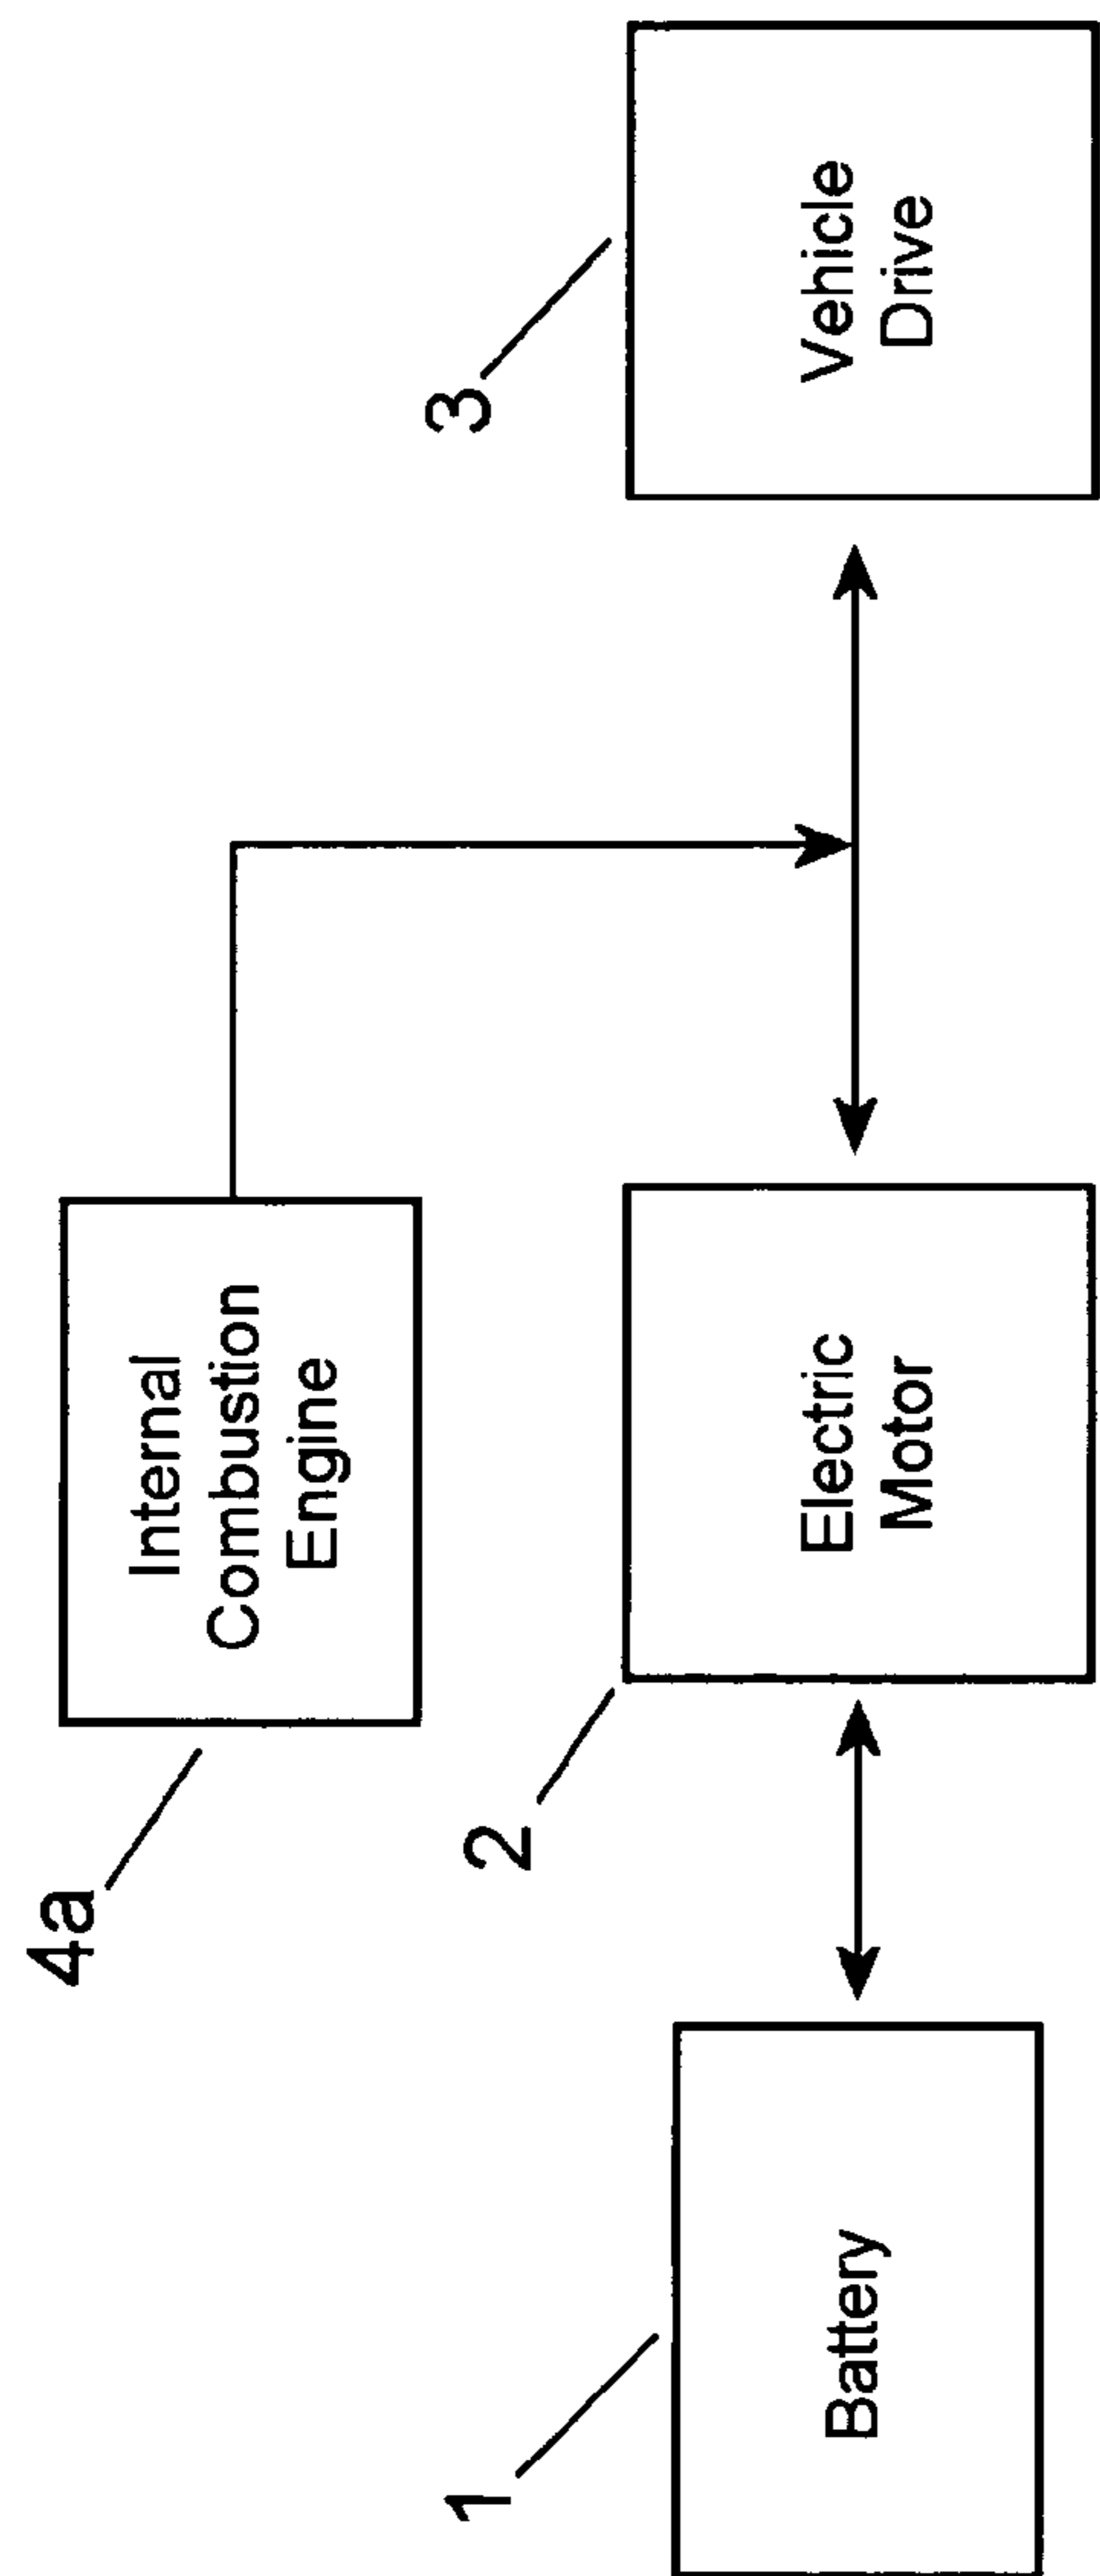 4a
Internal
Combustion
Engine
3
2
1
Battery
Electric
Motor
Vehicle
Drive